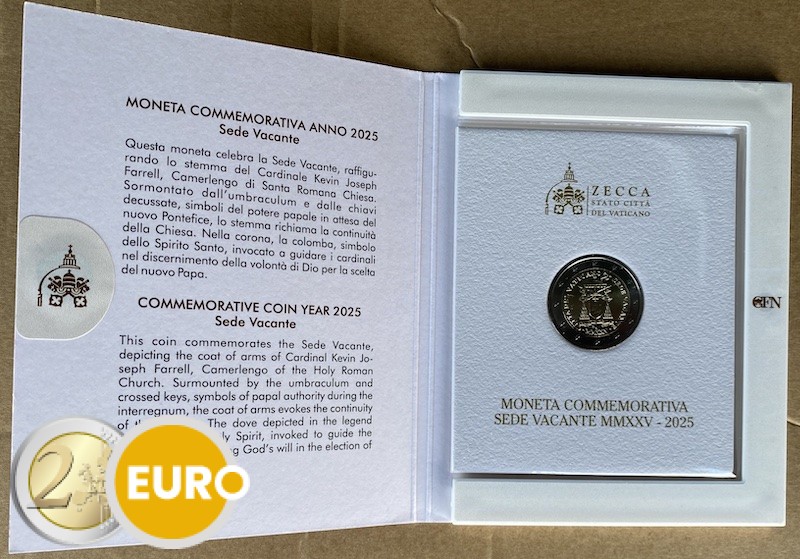 MONETA COMMEMORATIVA ANNO 2025
Sede Vacante
Questa moneta celebra la Sede Vacante, raffigu-
rando lo stemma del Cardinale Kevin Joseph
Farrell, Camerlengo di Santa Romana Chiesa.
Sormontato dall'umbraculum e dalle chiavi
decussate, simboli del potere papale in attesa del
nuovo Pontefice, lo stemma richiama la continuità
della Chiesa. Nella corona, la colomba, simbolo
dello Spirito Santo, invocato a guidare i cardinali
nel discernimento della volontà di Dio per la scelta
del nuovo Papa.
COMMEMORATIVE COIN YEAR 2025
Sede Vacante
This coin commemorates the Sede Vacante,
depicting the coat of arms of Cardinal Kevin Jo-
seph Farrell, Camerlengo of the Holy Roman
Church. Surmounted by the umbraculum and
crossed keys, symbols of papal authority during the
interregnum, the coat of arms evokes the continuity
of The dove depicted in the legend
Spirit, invoked to guide the
God's will in the election of
2 EURO
ZECCA
STATO CITTÀ
DEL VATICANO
CITTÀ DEL VATICANO SEDE VACANTE
MMXXV
MONETA COMMEMORATIVA
SEDE VACANTE MMXXV - 2025
CFN